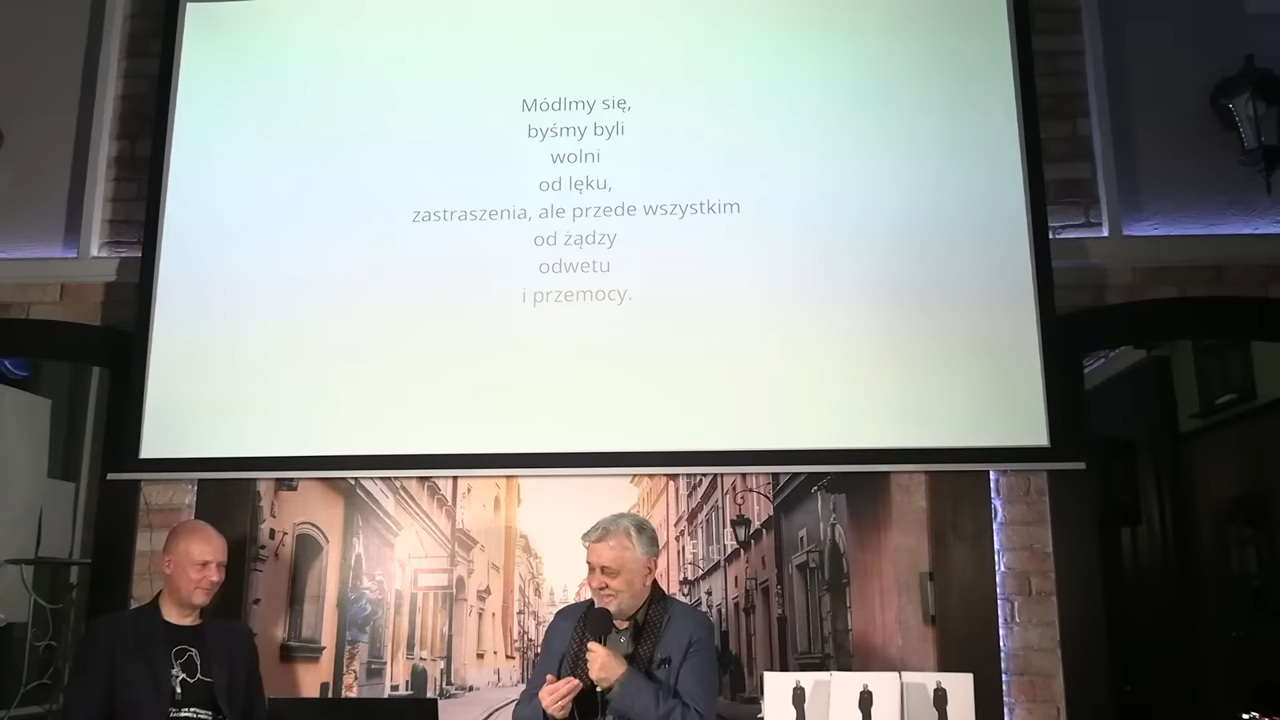 Módlmy się,
byśmy byli
wolni
od lęku,
zastraszenia, ale przede wszystkim
od żądzy
odwetu
i przemocy.